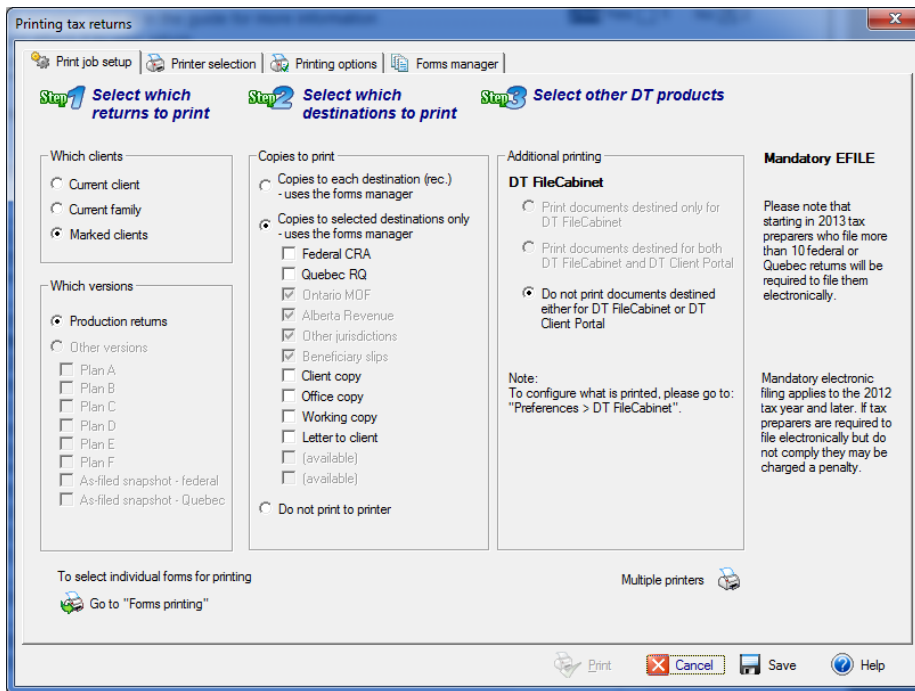 in the guide for more information
Printing tax returns
Print job setup
Printer selection
Printing options
Forms manager
Step 1 Select which
returns to print
Step 2 Select which
destinations to print
Step 3 Select other DT products
Which clients
Current client
Current family
Marked clients
Which versions
Production returns
Other versions
Plan A
Plan B
Plan C
Plan D
Plan E
Plan F
As-filed snapshot - federal
As-filed snapshot - Quebec
Copies to print
Copies to each destination (rec.)
- uses the forms manager
Copies to selected destinations only
- uses the forms manager
Federal CRA
Quebec RQ
Ontario MOF
Alberta Revenue
Other jurisdictions
Beneficiary slips
Client copy
Office copy
Working copy
Letter to client
(available)
(available)
Do not print to printer
Additional printing
DT FileCabinet
Print documents destined only for
DT FileCabinet
Print documents destined for both
DT FileCabinet and DT Client Portal
Do not print documents destined
either for DT FileCabinet or DT
Client Portal
Note:
To configure what is printed, please go to:
"Preferences > DT FileCabinet".
Mandatory EFILE
Please note that
starting in 2013 tax
preparers who file more
than 10 federal or
Quebec returns will be
required to file them
electronically.
Mandatory electronic
filing applies to the 2012
tax year and later. If tax
preparers are required to
file electronically but do
not comply they may be
charged a penalty.
To select individual forms for printing
Go to "Forms printing"
Multiple printers
Print
Cancel
Save
Help